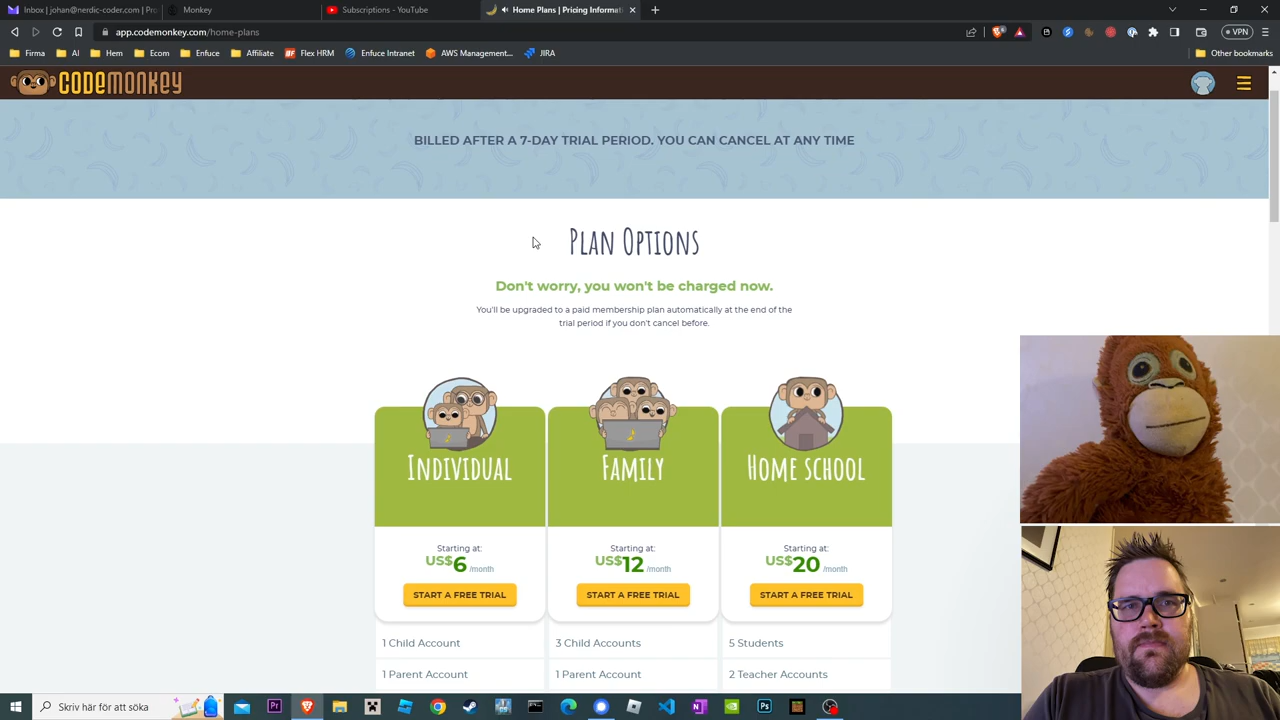 Inbox | johan@nerdic-coder.com | Pro
Monkey
Subscriptions - YouTube
Home Plans | Pricing Informati
app.codemonkey.com/home-plans
VPN
Firma
AI
Ecom
Affiliate
Flex HRM
Enfuce Intranet
AWS Management...
JIRA
Other bookmarks
CODEMONKEY
BILLED AFTER A 7-DAY TRIAL PERIOD. YOU CAN CANCEL AT ANY TIME
PLAN OPTIONS
Don't worry, you won't be charged now.
You'll be upgraded to a paid membership plan automatically at the end of the
trial period if you don't cancel before.
INDIVIDUAL
FAMILY
HOME SCHOOL
Starting at:
Starting at:
Starting at:
US$6 /month
US$12 /month
US$20 /month
START A FREE TRIAL
START A FREE TRIAL
START A FREE TRIAL
1 Child Account
3 Child Accounts
5 Students
1 Parent Account
1 Parent Account
2 Teacher Accounts
Skriv här för att söka